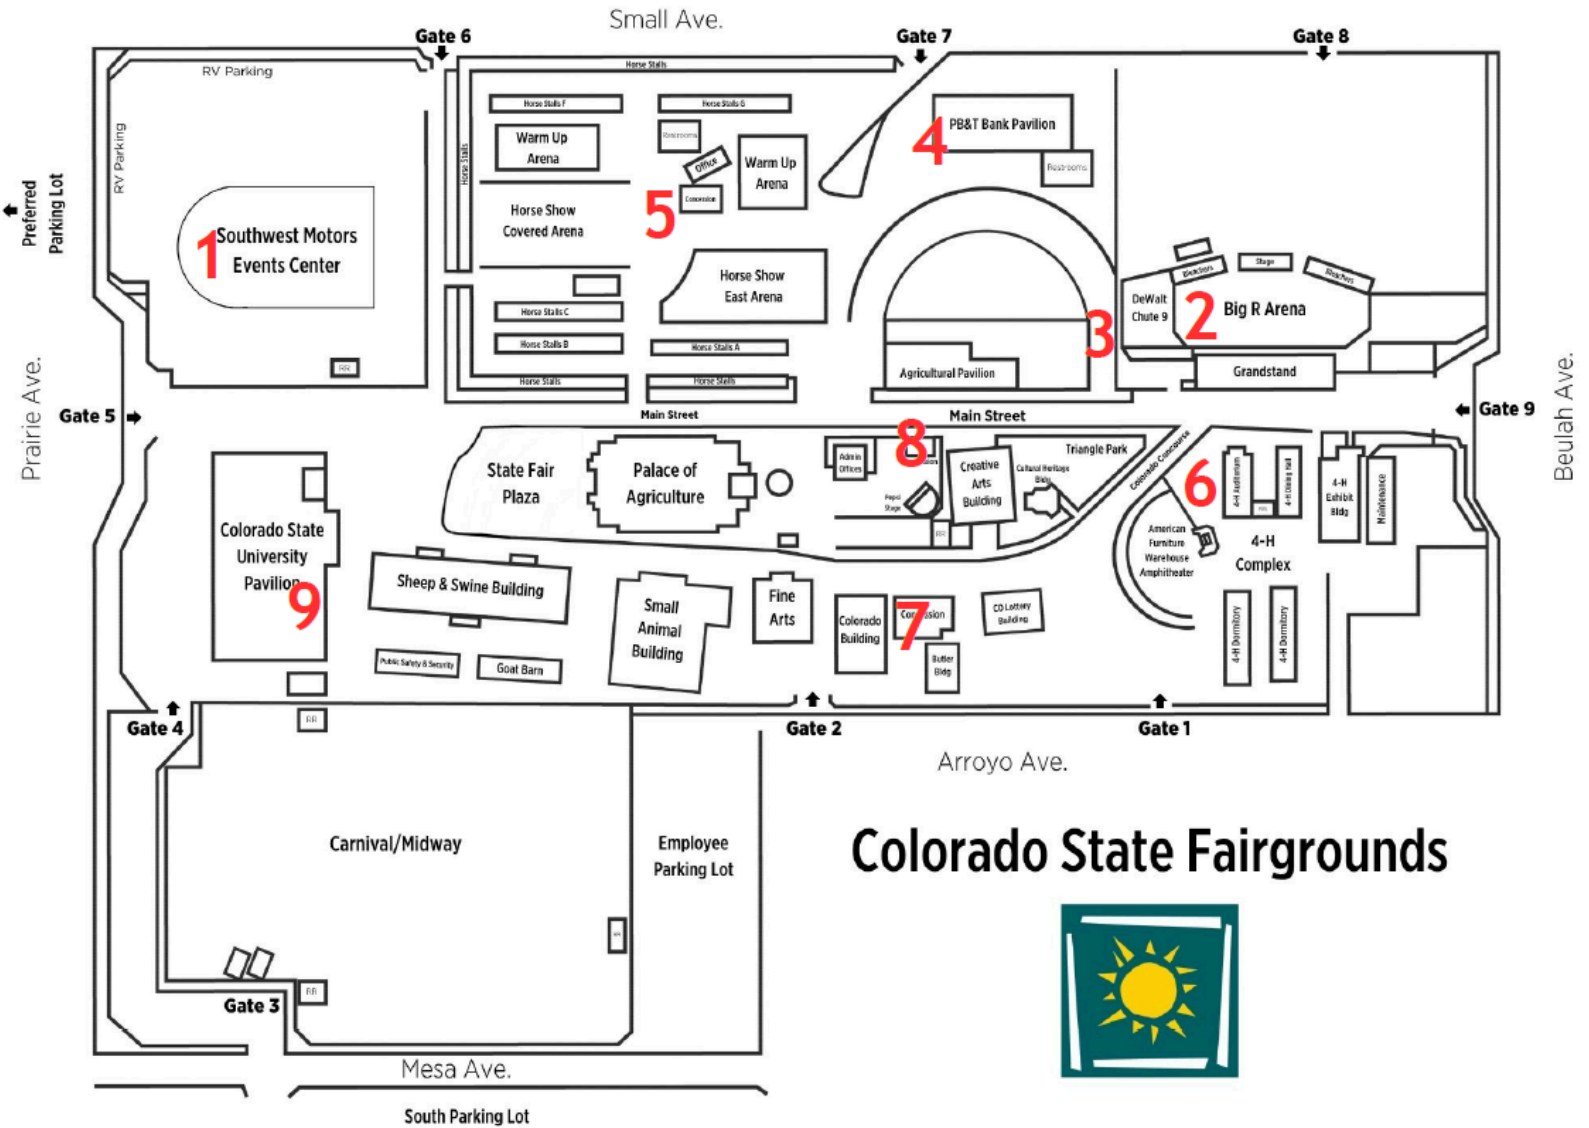 Small Ave.
Gate 6
Gate 7
Gate 8
RV Parking
Horse Stalls
RV Parking
Horse Stalls
Horse Stalls F
Horse Stalls G
Warm Up
Arena
Restrooms
Office
Concession
Warm Up
Arena
4
PB&T Bank Pavilion
Restrooms
Preferred
Parking Lot
1
Southwest Motors
Events Center
Horse Show
Covered Arena
5
Horse Show
East Arena
Bleachers
Stage
Bleachers
DeWalt
Chute 9
2
Big R Arena
3
Horse Stalls C
Horse Stalls B
Horse Stalls A
Horse Stalls
Horse Stalls
RR
Agricultural Pavilion
Grandstand
Prairie Ave.
Beulah Ave.
Gate 5
Main Street
Main Street
Gate 9
State Fair
Plaza
Palace of
Agriculture
Admin
Offices
8
Pepsi
Stage
RR
Creative
Arts
Building
Cultural Heritage
Bldg
Triangle Park
Colorado Concourse
6
4-H Auditorium
RR
4-H Dining Hall
4-H
Exhibit
Bldg
Maintenance
American
Furniture
Warehouse
Amphitheater
4-H
Complex
Colorado State
University
Pavilion
9
Sheep & Swine Building
Small
Animal
Building
Fine
Arts
Colorado
Building
7
Concession
CO Lottery
Building
Butler
Bldg
4-H Dormitory
4-H Dormitory
Public Safety & Security
Goat Barn
Gate 4
RR
Gate 2
Gate 1
Arroyo Ave.
Carnival/Midway
Employee
Parking Lot
RR
Gate 3
RR
Colorado State Fairgrounds
Mesa Ave.
South Parking Lot